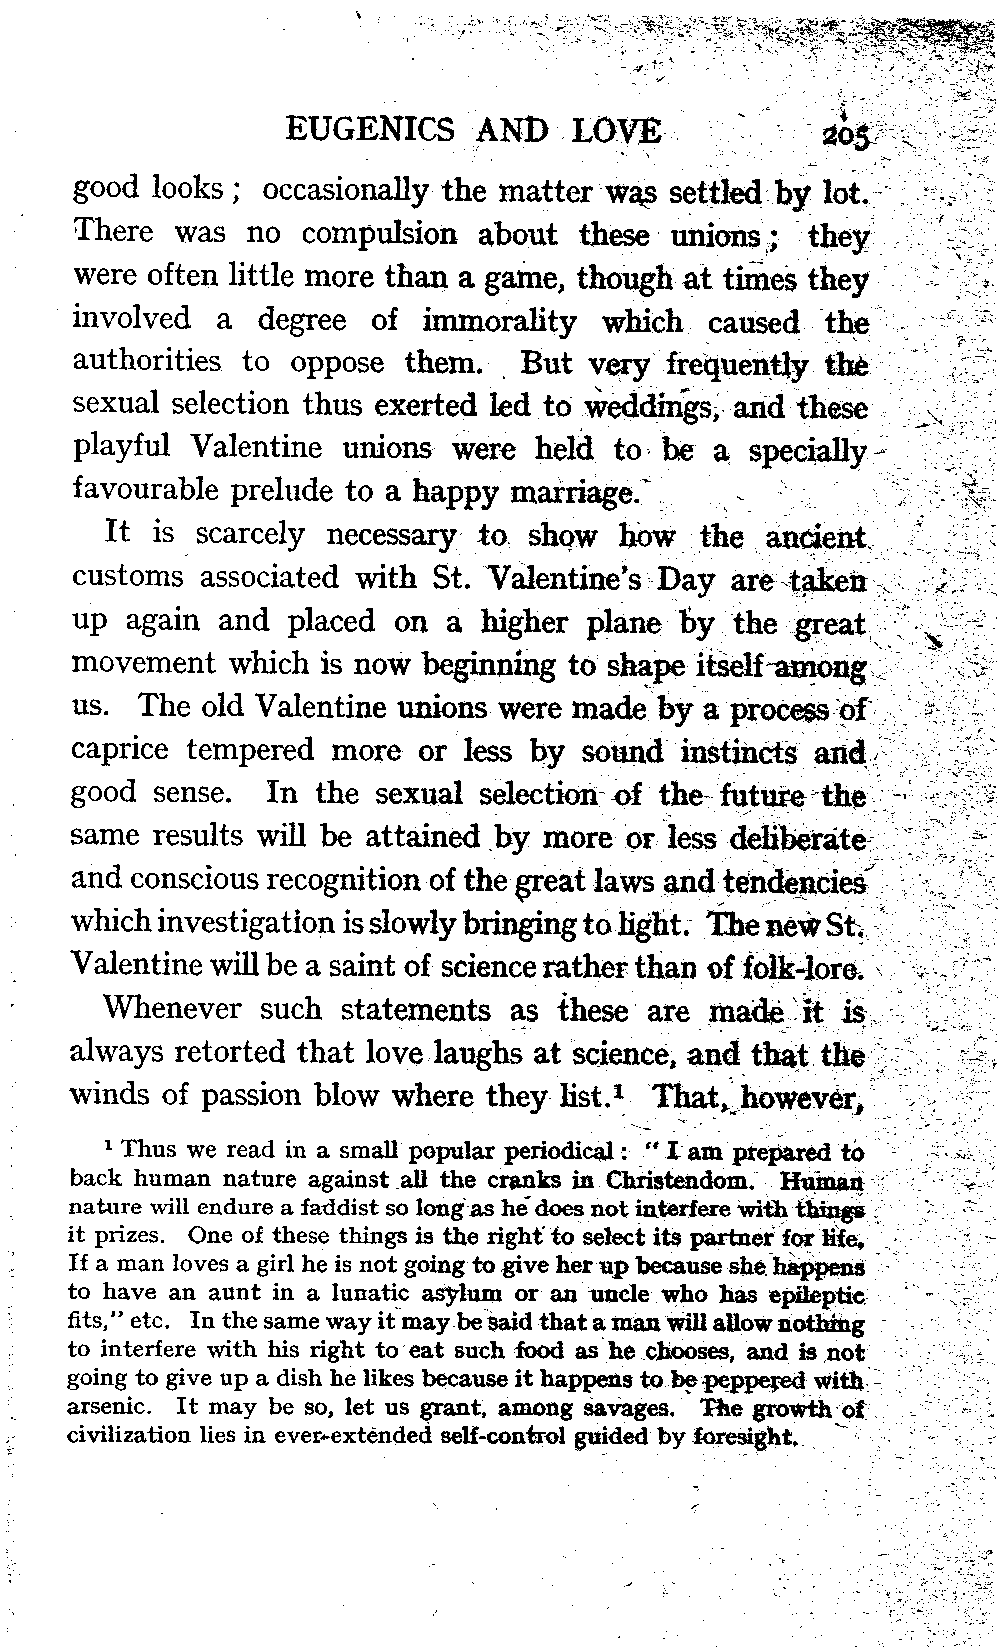 EUGENICS AND LOVE 205
good looks ; occasionally the matter was settled by lot.
There was no compulsion about these unions ; they
were often little more than a game, though at times they
involved a degree of immorality which caused the
authorities to oppose them. But very frequently the
sexual selection thus exerted led to weddings, and these
playful Valentine unions were held to be a specially
favourable prelude to a happy marriage.
It is scarcely necessary to show how the ancient
customs associated with St. Valentine's Day are taken
up again and placed on a higher plane by the great
movement which is now beginning to shape itself among
us. The old Valentine unions were made by a process of
caprice tempered more or less by sound instincts and
good sense. In the sexual selection of the future the
same results will be attained by more or less deliberate
and conscious recognition of the great laws and tendencies
which investigation is slowly bringing to light. The new St.
Valentine will be a saint of science rather than of folk-lore.
Whenever such statements as these are made it is
always retorted that love laughs at science, and that the
winds of passion blow where they list.¹ That, however,
¹ Thus we read in a small popular periodical : “ I am prepared to
back human nature against all the cranks in Christendom. Human
nature will endure a faddist so long as he does not interfere with things
it prizes. One of these things is the right to select its partner for life.
If a man loves a girl he is not going to give her up because she happens
to have an aunt in a lunatic asylum or an uncle who has epileptic
fits,” etc. In the same way it may be said that a man will allow nothing
to interfere with his right to eat such food as he chooses, and is not
going to give up a dish he likes because it happens to be peppered with
arsenic. It may be so, let us grant, among savages. The growth of
civilization lies in ever-extended self-control guided by foresight.